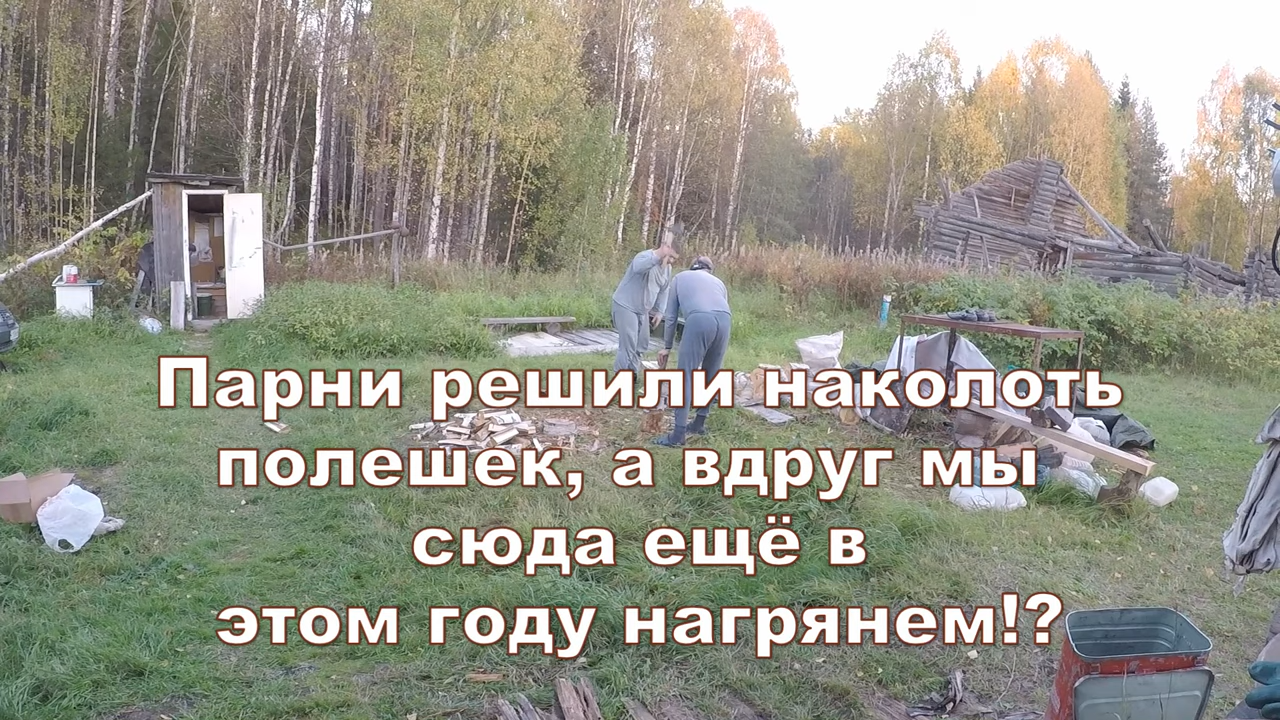 Парни решили наколоть
полешек, а вдруг мы
сюда ещё в
этом году нагрянем!?